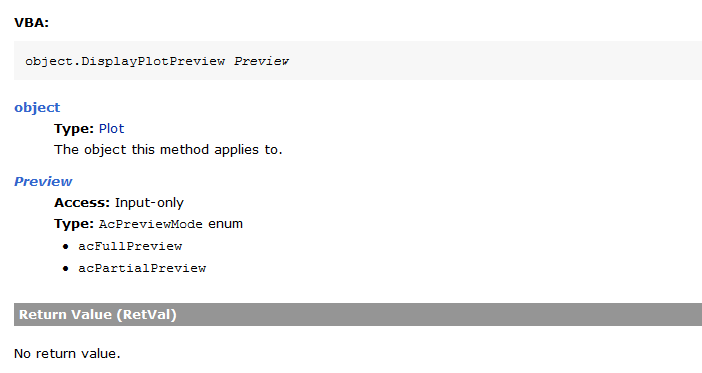 VBA:
object.DisplayPlotPreview Preview
object
Type: Plot
The object this method applies to.
Preview
Access: Input-only
Type: AcPreviewMode enum
• acFullPreview
• acPartialPreview
Return Value (RetVal)
No return value.